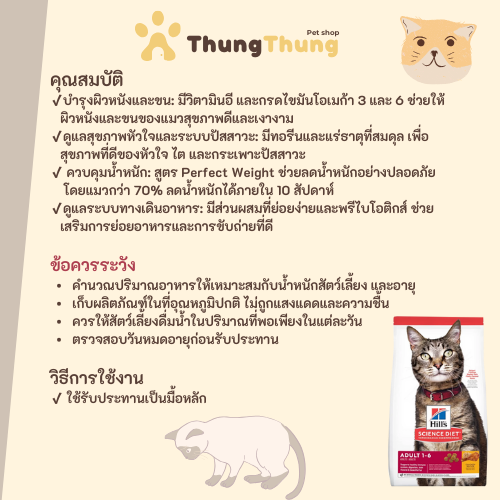 Pet shop
ThungThung
คุณสมบัติ
✓บำรุงผิวหนังและขน: มีวิตามินอี และกรดไขมันโอเมก้า 3 และ 6 ช่วยให้
ผิวหนังและขนของแมวสุขภาพดีและเงางาม
✓ดูแลสุขภาพหัวใจและระบบปัสสาวะ: มีทอรีนและแร่ธาตุที่สมดุล เพื่อ
สุขภาพที่ดีของหัวใจ ไต และกระเพาะปัสสาวะ
✓ ควบคุมน้ำหนัก: สูตร Perfect Weight ช่วยลดน้ำหนักอย่างปลอดภัย
โดยแมวกว่า 70% ลดน้ำหนักได้ภายใน 10 สัปดาห์
✓ดูแลระบบทางเดินอาหาร: มีส่วนผสมที่ย่อยง่ายและพรีไบโอติกส์ ช่วย
เสริมการย่อยอาหารและการขับถ่ายที่ดี
ข้อควรระวัง
• คำนวณปริมาณอาหารให้เหมาะสมกับน้ำหนักสัตว์เลี้ยง และอายุ
• เก็บผลิตภัณฑ์ในที่อุณหภูมิปกติ ไม่ถูกแสงแดดและความชื้น
• ควรให้สัตว์เลี้ยงดื่มน้ำในปริมาณที่พอเพียงในแต่ละวัน
• ตรวจสอบวันหมดอายุก่อนรับประทาน
วิธีการใช้งาน
✓ ใช้รับประทานเป็นมื้อหลัก
Hill's
SCIENCE DIET
ADULT 1-6